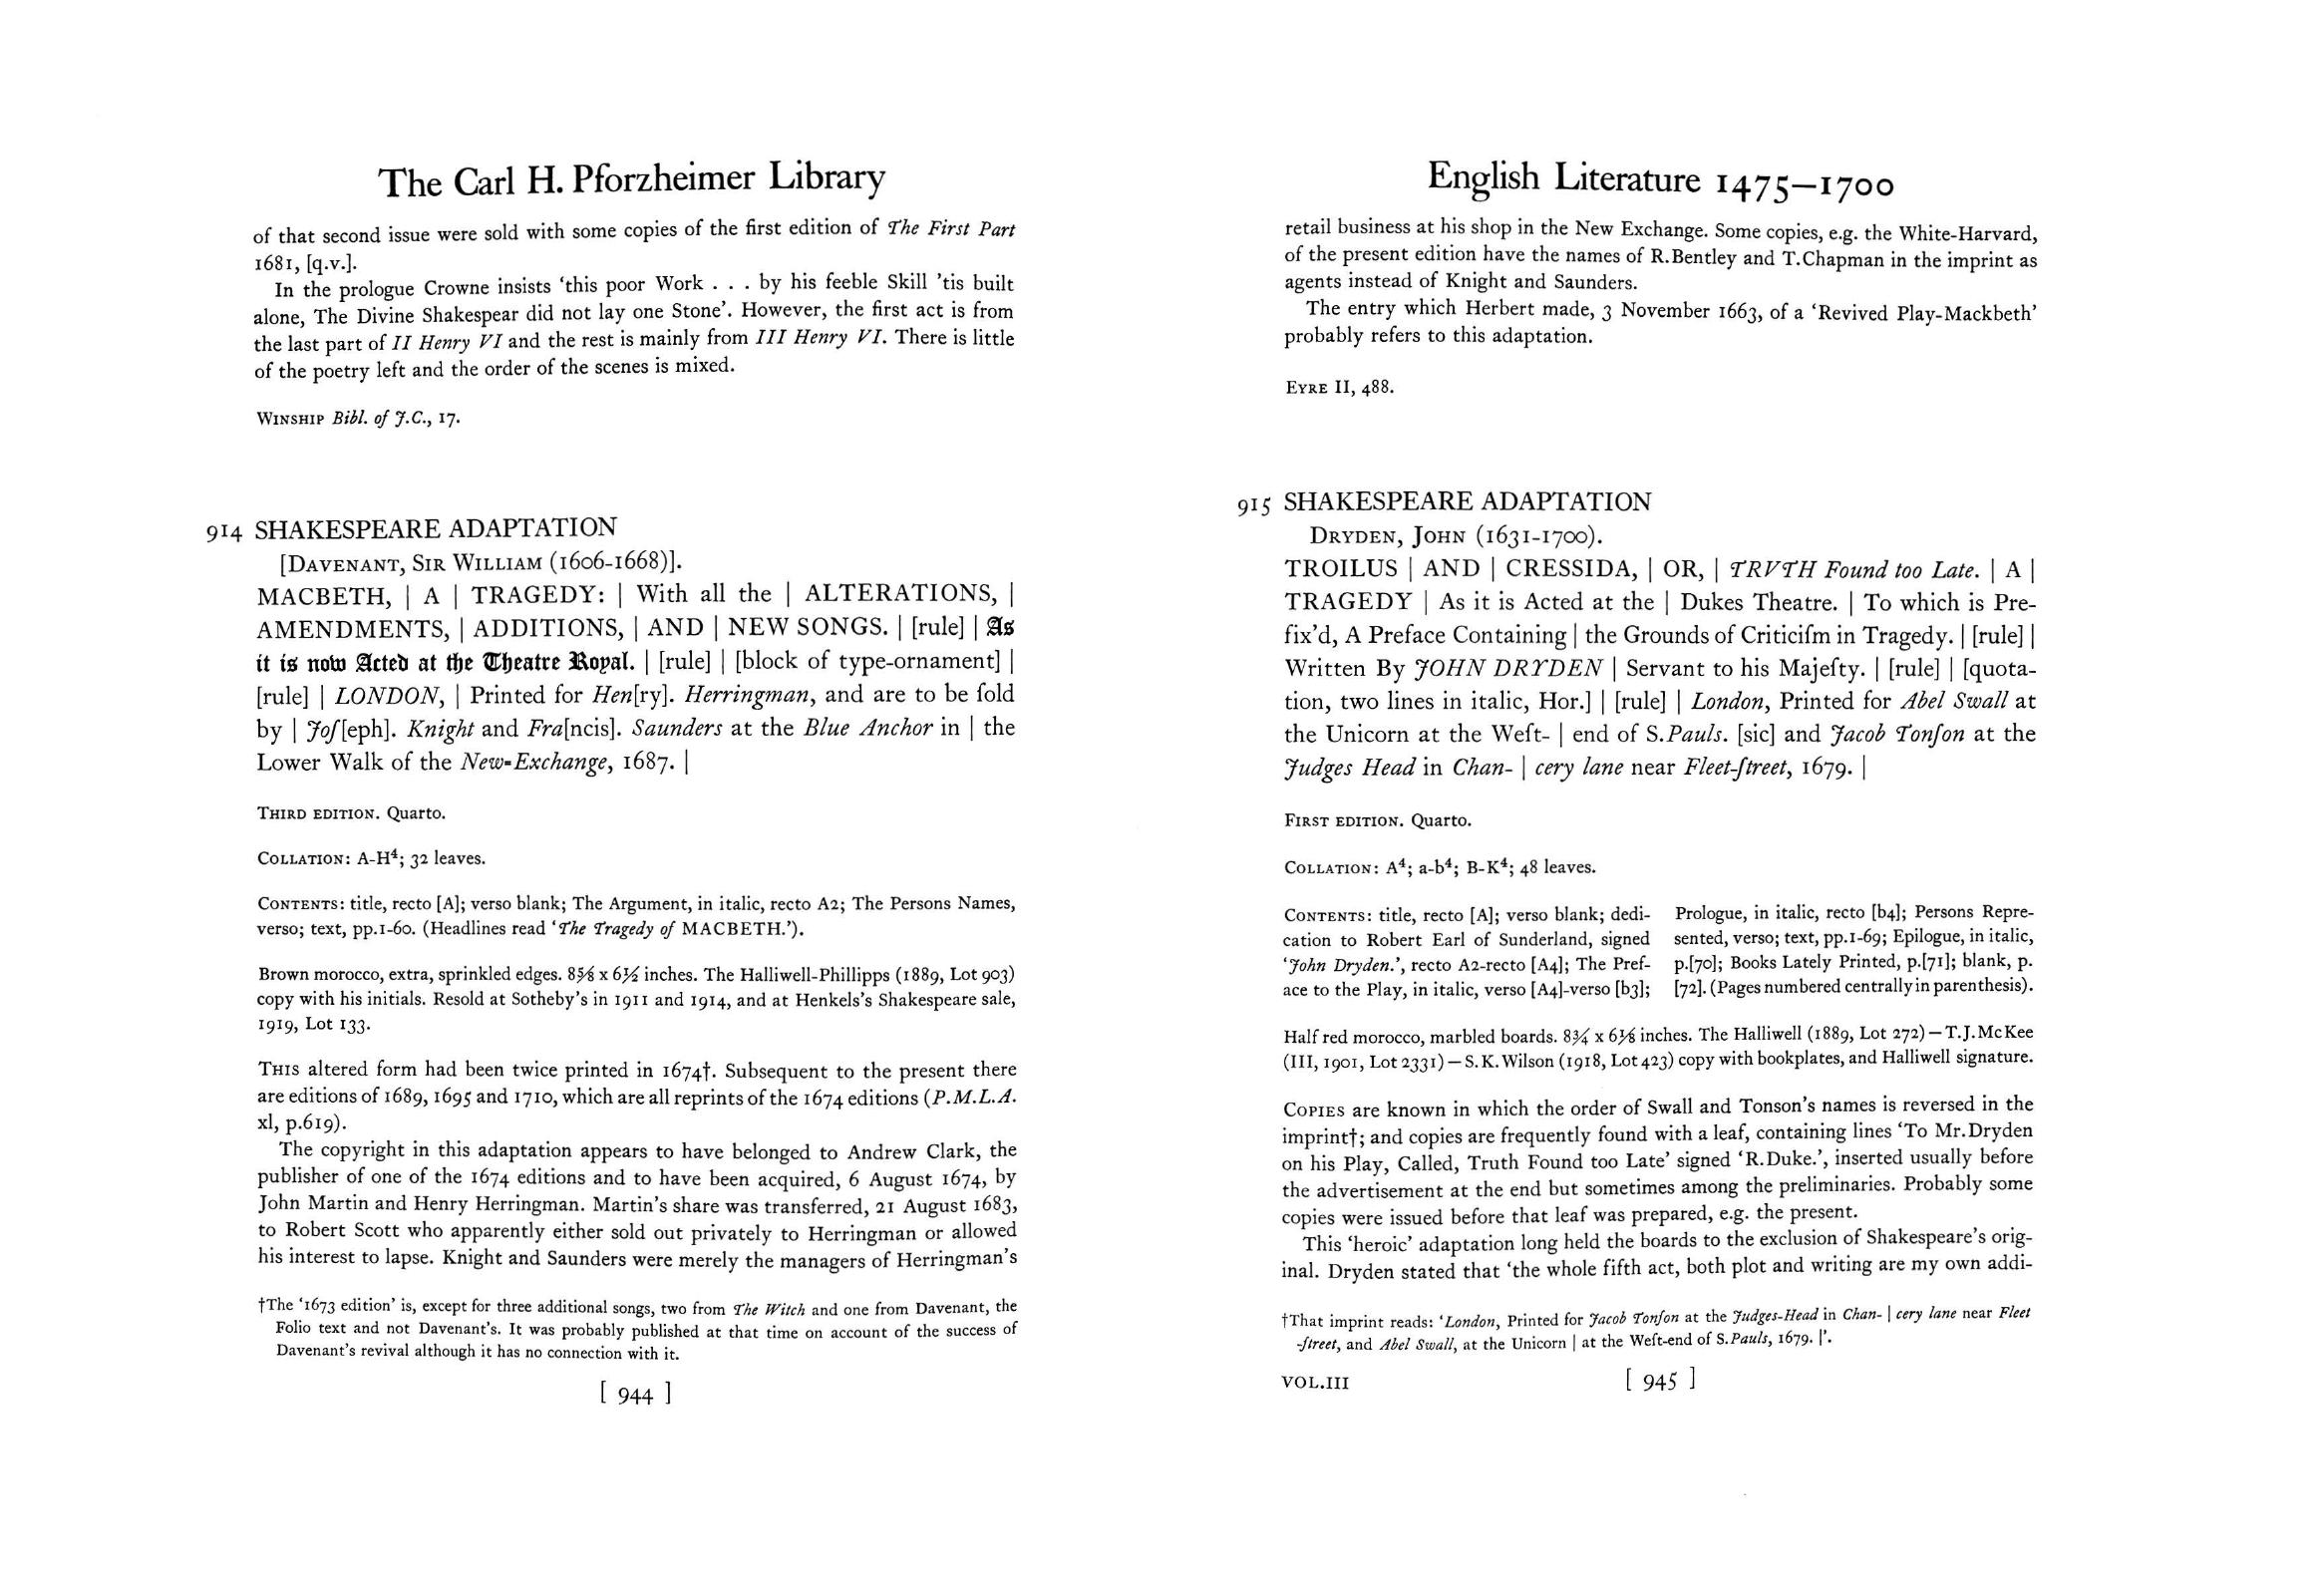 The Carl H. Pforzheimer Library
of that second issue were sold with some copies of the first edition of The First Part
1681, [q.v.].
In the prologue Crowne insists ‘this poor Work . . . by his feeble Skill ’tis built
alone, The Divine Shakespear did not lay one Stone’. However, the first act is from
the last part of II Henry VI and the rest is mainly from III Henry VI. There is little
of the poetry left and the order of the scenes is mixed.
WINSHIP Bibl. of J.C., 17.
914 SHAKESPEARE ADAPTATION
[DAVENANT, SIR WILLIAM (1606-1668)].
MACBETH, | A | TRAGEDY: | With all the | ALTERATIONS, |
AMENDMENTS, | ADDITIONS, | AND | NEW SONGS. | [rule] | As
it is now Acted at the Theatre Royal. | [rule] | [block of type-ornament] |
[rule] | LONDON, | Printed for Hen[ry]. Herringman, and are to be ſold
by | Joſ[eph]. Knight and Fra[ncis]. Saunders at the Blue Anchor in | the
Lower Walk of the New-Exchange, 1687. |
THIRD EDITION. Quarto.
COLLATION: A-H⁴; 32 leaves.
CONTENTS: title, recto [A]; verso blank; The Argument, in italic, recto A2; The Persons Names,
verso; text, pp.1-60. (Headlines read ‘The Tragedy of MACBETH.’).
Brown morocco, extra, sprinkled edges. 8⅝ x 6½ inches. The Halliwell-Phillipps (1889, Lot 903)
copy with his initials. Resold at Sotheby’s in 1911 and 1914, and at Henkels’s Shakespeare sale,
1919, Lot 133.
THIS altered form had been twice printed in 1674†. Subsequent to the present there
are editions of 1689, 1695 and 1710, which are all reprints of the 1674 editions (P.M.L.A.
xl, p.619).
The copyright in this adaptation appears to have belonged to Andrew Clark, the
publisher of one of the 1674 editions and to have been acquired, 6 August 1674, by
John Martin and Henry Herringman. Martin’s share was transferred, 21 August 1683,
to Robert Scott who apparently either sold out privately to Herringman or allowed
his interest to lapse. Knight and Saunders were merely the managers of Herringman’s
†The ‘1673 edition’ is, except for three additional songs, two from The Witch and one from Davenant, the
Folio text and not Davenant’s. It was probably published at that time on account of the success of
Davenant’s revival although it has no connection with it.
[ 944 ]
English Literature 1475–1700
retail business at his shop in the New Exchange. Some copies, e.g. the White-Harvard,
of the present edition have the names of R.Bentley and T.Chapman in the imprint as
agents instead of Knight and Saunders.
The entry which Herbert made, 3 November 1663, of a ‘Revived Play-Mackbeth’
probably refers to this adaptation.
EYRE II, 488.
915 SHAKESPEARE ADAPTATION
DRYDEN, JOHN (1631-1700).
TROILUS | AND | CRESSIDA, | OR, | TRVTH Found too Late. | A |
TRAGEDY | As it is Acted at the | Dukes Theatre. | To which is Pre-
fix’d, A Preface Containing | the Grounds of Criticiſm in Tragedy. | [rule] |
Written By JOHN DRYDEN | Servant to his Majeſty. | [rule] | [quota-
tion, two lines in italic, Hor.] | [rule] | London, Printed for Abel Swall at
the Unicorn at the Weſt- | end of S.Pauls. [sic] and Jacob Tonſon at the
Judges Head in Chan- | cery lane near Fleet-ſtreet, 1679. |
FIRST EDITION. Quarto.
COLLATION: A⁴; a-b⁴; B-K⁴; 48 leaves.
CONTENTS: title, recto [A]; verso blank; dedi-
cation to Robert Earl of Sunderland, signed
‘John Dryden.’, recto A2-recto [A4]; The Pref-
ace to the Play, in italic, verso [A4]-verso [b3];
Prologue, in italic, recto [b4]; Persons Repre-
sented, verso; text, pp.1-69; Epilogue, in italic,
p.[70]; Books Lately Printed, p.[71]; blank, p.
[72]. (Pages numbered centrally in parenthesis).
Half red morocco, marbled boards. 8¾ x 6⅛ inches. The Halliwell (1889, Lot 272) — T.J.McKee
(III, 1901, Lot 2331) — S.K.Wilson (1918, Lot 423) copy with bookplates, and Halliwell signature.
COPIES are known in which the order of Swall and Tonson’s names is reversed in the
imprint†; and copies are frequently found with a leaf, containing lines ‘To Mr.Dryden
on his Play, Called, Truth Found too Late’ signed ‘R.Duke.’, inserted usually before
the advertisement at the end but sometimes among the preliminaries. Probably some
copies were issued before that leaf was prepared, e.g. the present.
This ‘heroic’ adaptation long held the boards to the exclusion of Shakespeare’s orig-
inal. Dryden stated that ‘the whole fifth act, both plot and writing are my own addi-
†That imprint reads: ‘London, Printed for Jacob Tonſon at the Judges-Head in Chan- | cery lane near Fleet
-ſtreet, and Abel Swall, at the Unicorn | at the Weſt-end of S.Pauls, 1679. |’.
VOL.III
[ 945 ]